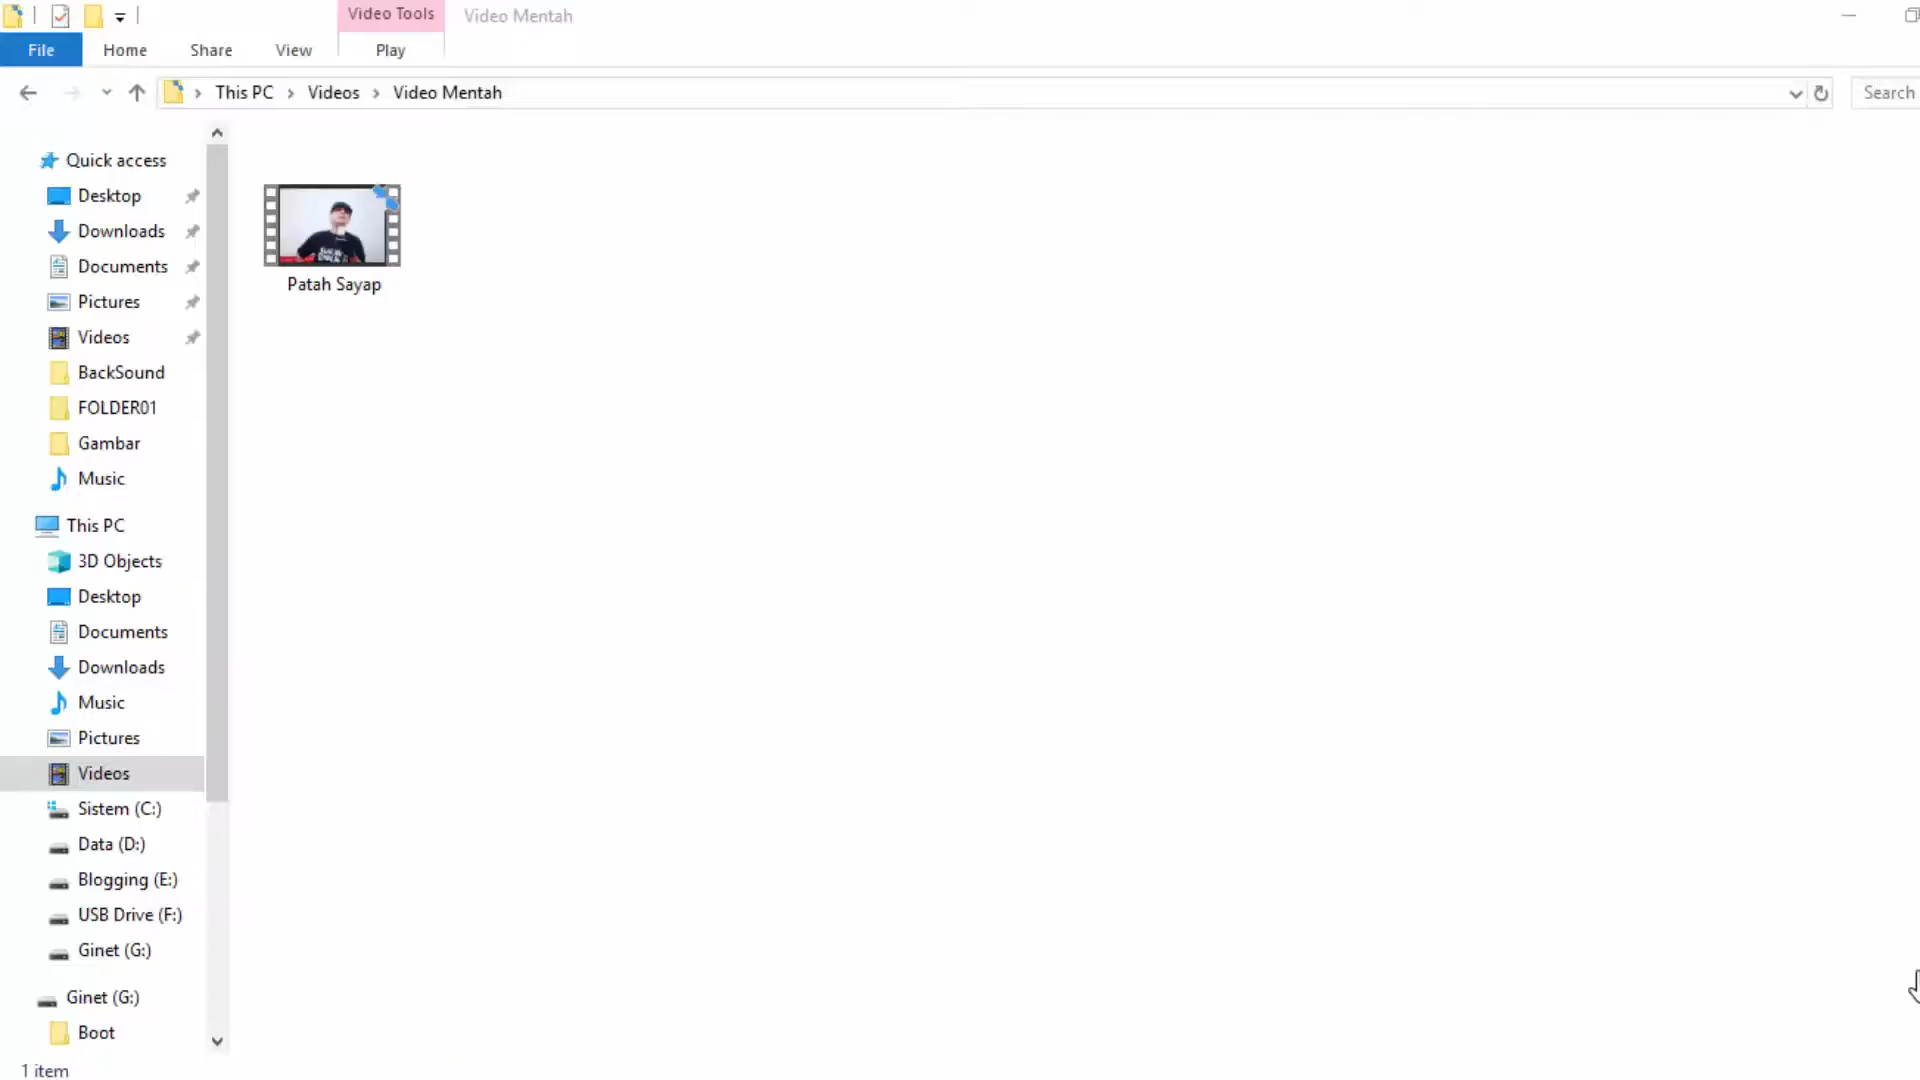 Video Tools
Video Mentah
File
Home
Share
View
Play
This PC
Videos
Video Mentah
Search
Quick access
Desktop
Downloads
Documents
Pictures
Videos
BackSound
FOLDER01
Gambar
Music
This PC
3D Objects
Desktop
Documents
Downloads
Music
Pictures
Videos
Sistem (C:)
Data (D:)
Blogging (E:)
USB Drive (F:)
Ginet (G:)
Ginet (G:)
Boot
Patah Sayap
1 item